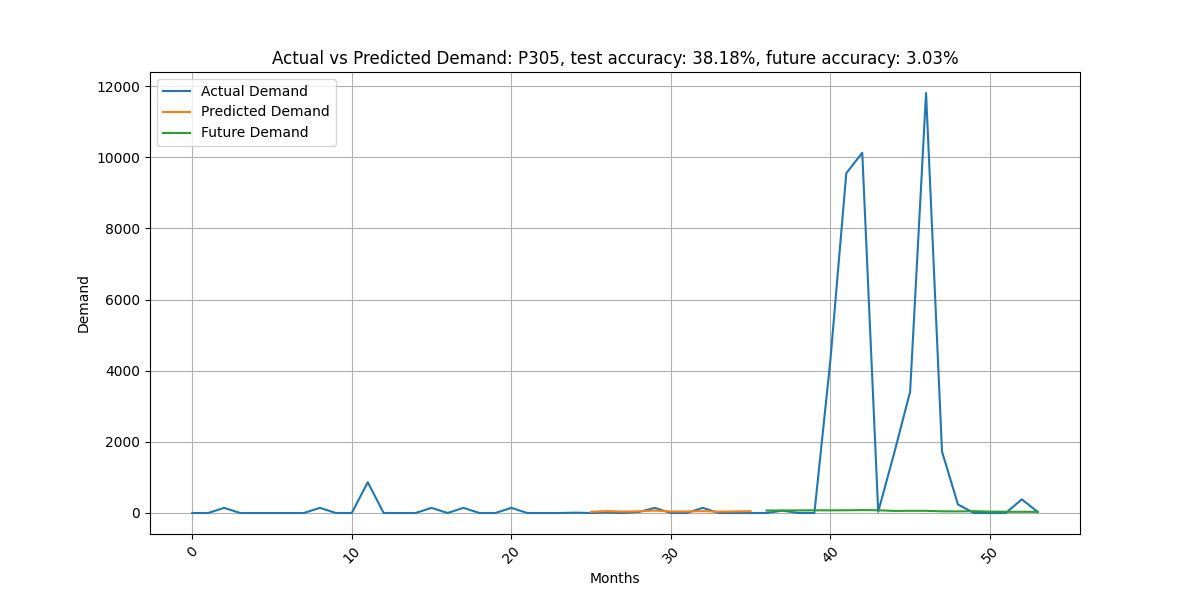 Actual vs Predicted Demand: P305, test accuracy: 38.18%, future accuracy: 3.03%
Actual Demand
Predicted Demand
Future Demand
12000
10000
8000
6000
4000
2000
0
Demand
0 10 20 30 40 50
Months